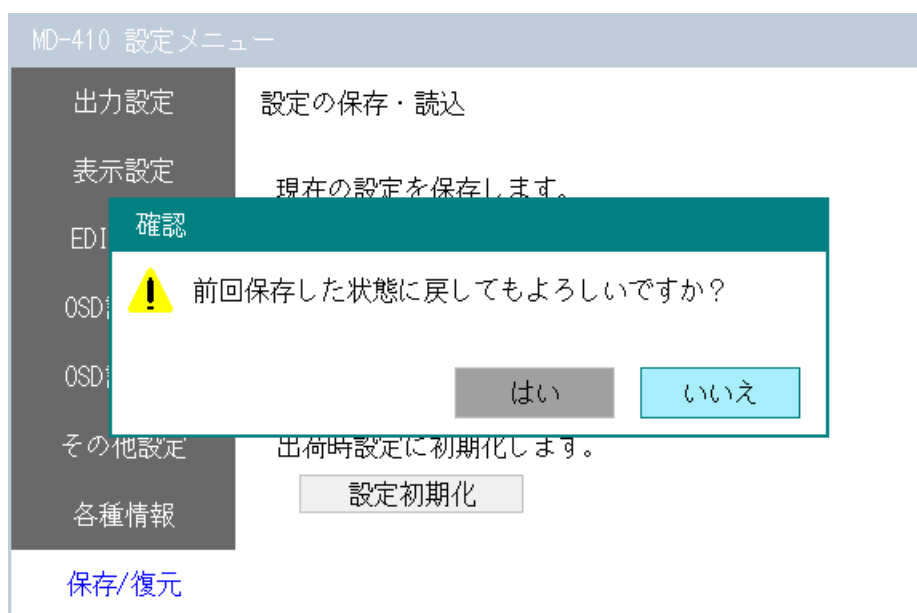 MD-410 設定メニュー
出力設定
設定の保存・読込
表示設定
現在の設定を保存します。
EDI
確認
前回保存した状態に戻してもよろしいですか?
OSD
OSD
はい
いいえ
その他設定
出荷時設定に初期化します。
設定初期化
各種情報
保存/復元